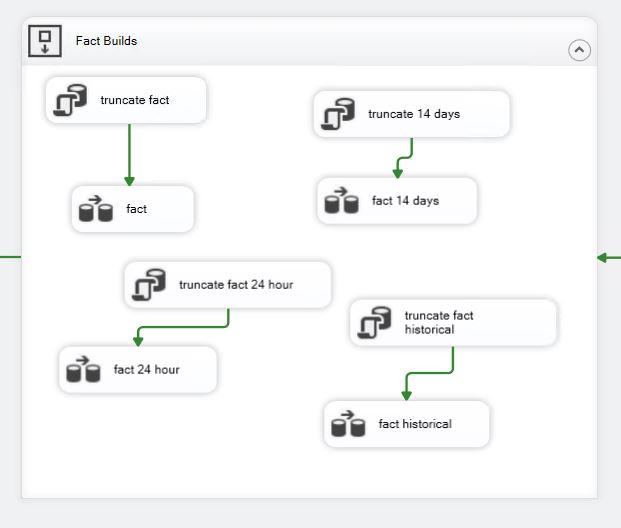 Fact Builds
truncate fact
truncate 14 days
fact
fact 14 days
truncate fact 24 hour
truncate fact
historical
fact 24 hour
fact historical